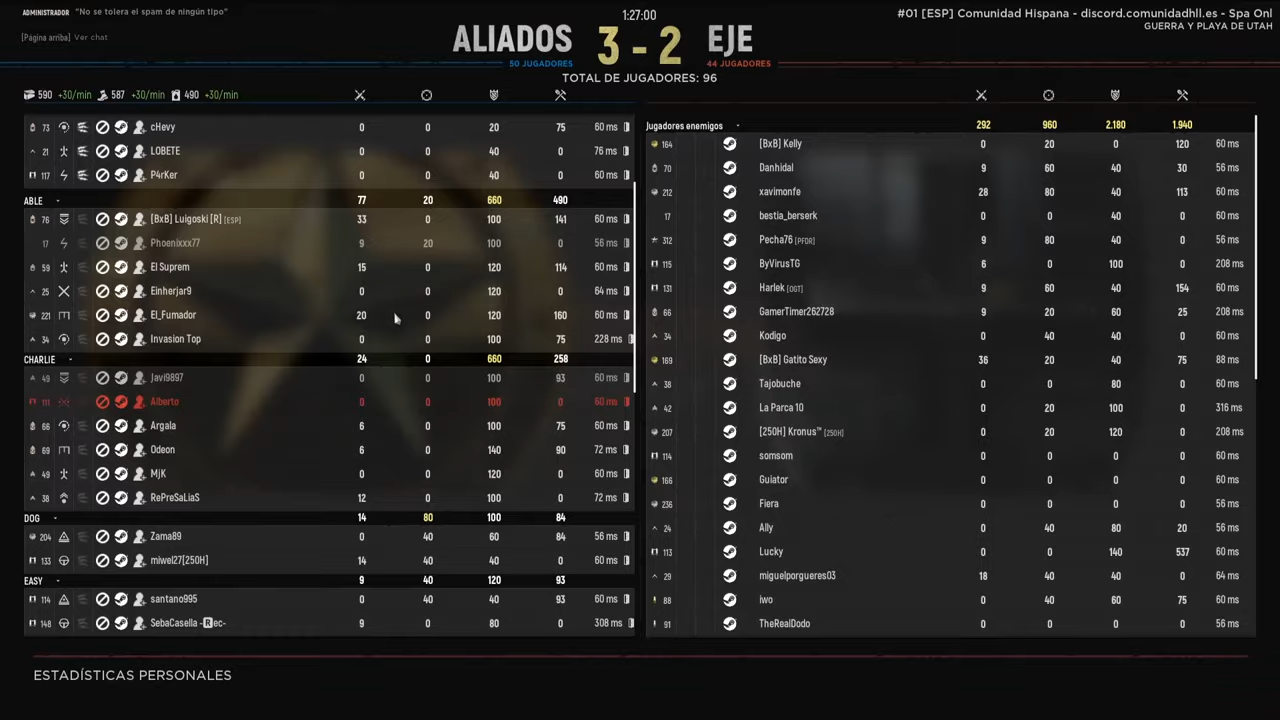 ADMINISTRADOR "No se tolera el spam de ningún tipo"
[Página arriba] Ver chat
1:27:00
ALIADOS 3 - 2 EJE
50 JUGADORES 44 JUGADORES
TOTAL DE JUGADORES: 96
#01 [ESP] Comunidad Hispana - discord.comunidadhll.es - Spa Onl
GUERRA Y PLAYA DE UTAH
590 +30/min 587 +30/min 490 +30/min
73 cHevy 0 0 20 75 60 ms
21 LOBETE 0 0 40 0 76 ms
117 P4rKer 0 0 40 0 60 ms
ABLE 77 20 660 490
76 [BxB] Luigoski [R] [ESP] 33 0 100 141 60 ms
17 Phoenixxx77 9 20 100 0 56 ms
59 El Suprem 15 0 120 114 60 ms
25 Einherjar9 0 0 120 0 64 ms
221 El_Fumador 20 0 120 160 60 ms
34 Invasion Top 0 0 100 75 228 ms
CHARLIE 24 0 660 258
49 Javi9897 0 0 100 93 60 ms
111 Alberto 0 0 100 0 60 ms
66 Argala 6 0 100 75 60 ms
69 Odeon 6 0 140 90 72 ms
49 MjK 0 0 120 0 60 ms
38 RePreSaLiaS 12 0 100 0 72 ms
DOG 14 80 100 84
204 Zama89 0 40 60 84 56 ms
133 miwel27[250H] 14 40 40 0 60 ms
EASY 9 40 120 93
114 santano995 0 40 40 93 60 ms
148 SebaCasella -🆁ec- 9 0 80 0 308 ms
Jugadores enemigos 292 960 2.180 1.940
164 [BxB] Kelly 0 20 0 120 60 ms
70 Danhidal 9 60 40 30 56 ms
212 xavimonfe 28 80 40 113 60 ms
17 bestia_berserk 0 0 40 0 60 ms
312 Pecha76 [PFDR] 9 80 40 0 56 ms
115 ByVirusTG 6 0 100 0 208 ms
131 Harlek [OGT] 9 60 40 154 60 ms
66 GamerTimer262728 9 20 60 25 208 ms
34 Kodigo 0 40 40 0 60 ms
169 [BxB] Gatito Sexy 36 20 40 75 88 ms
38 Tajobuche 0 0 80 0 60 ms
42 La Parca 10 0 20 100 0 316 ms
207 [250H] Kronus™ [250H] 0 20 120 0 208 ms
114 somsom 0 0 0 0 60 ms
166 Guiator 0 0 0 0 60 ms
236 Fiera 0 0 0 0 56 ms
24 Ally 0 40 80 20 56 ms
113 Lucky 0 0 140 537 60 ms
29 miguelporgueres03 18 40 40 0 64 ms
88 iwo 0 40 60 75 60 ms
91 TheRealDodo 0 0 0 0 56 ms
ESTADÍSTICAS PERSONALES